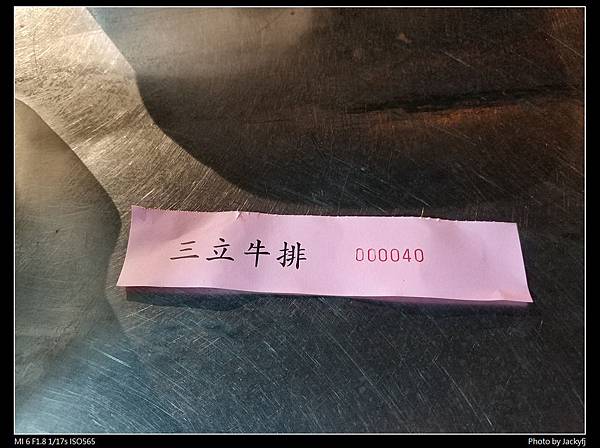 三立牛排 000040
MI 6 F1.8 1/17s ISO565
Photo by Jackyfj